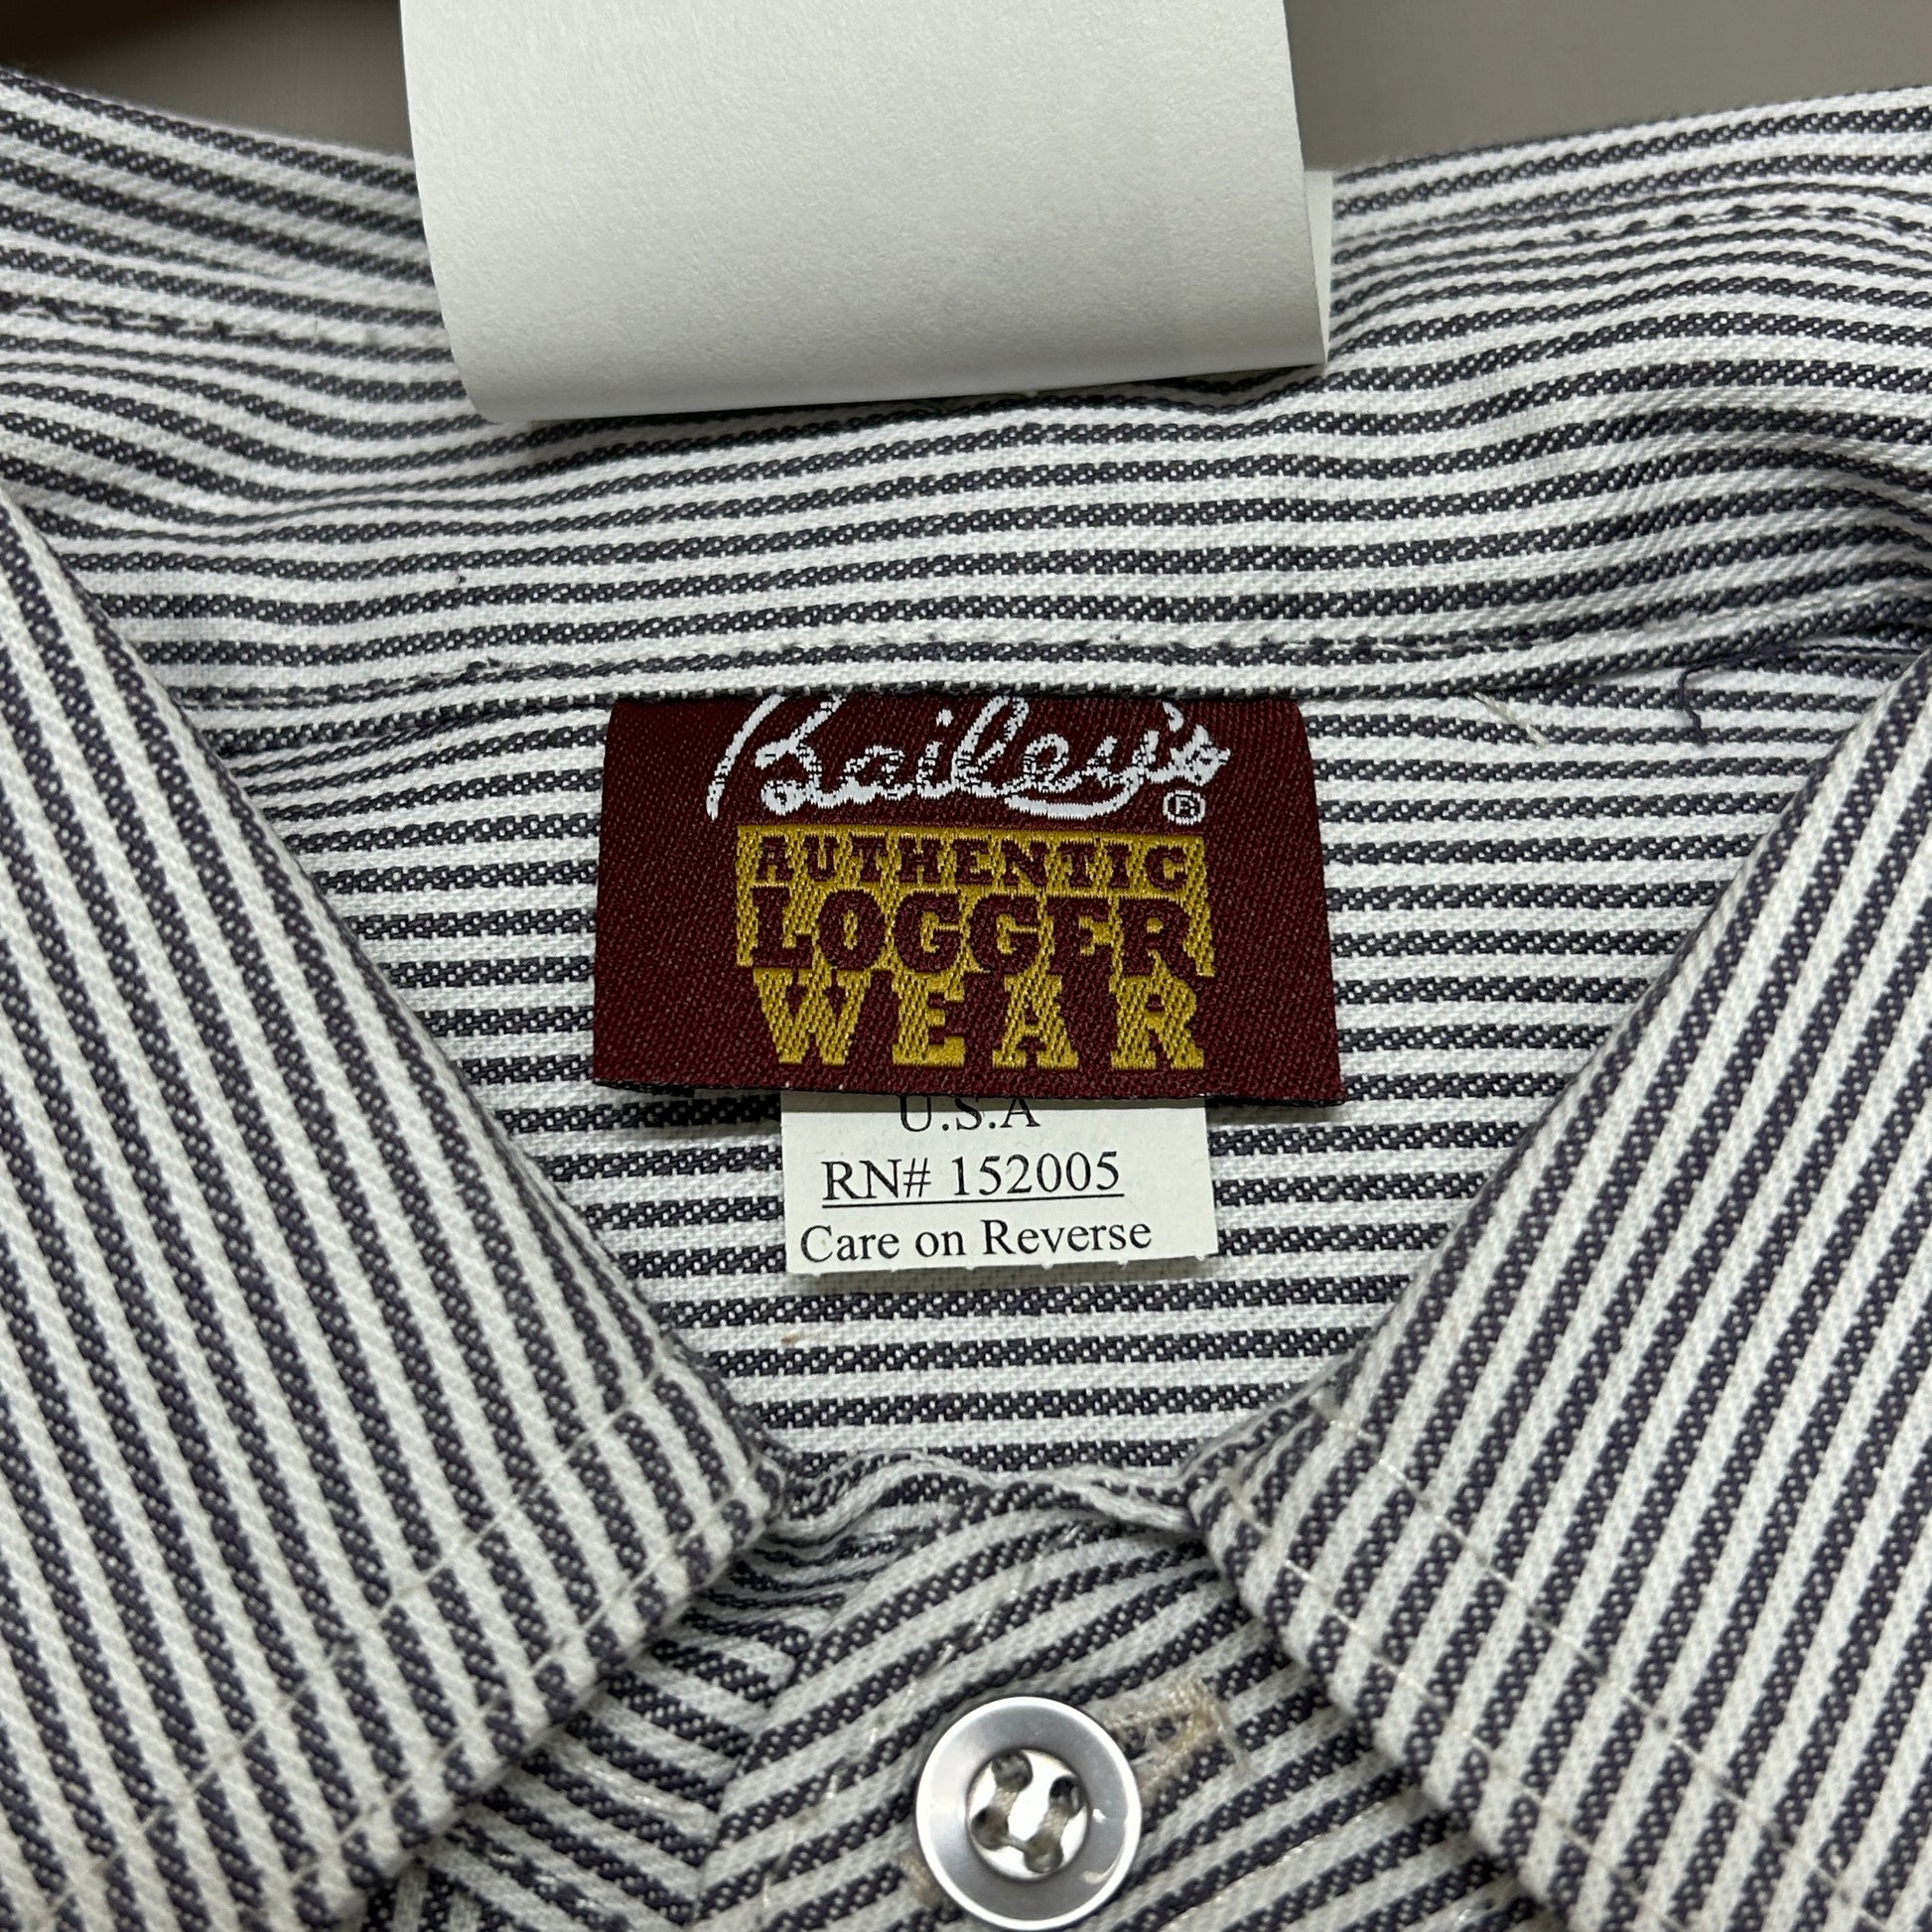 Bailey's ®
AUTHENTIC
LOGGER
WEAR
U.S.A
RN# 152005
Care on Reverse